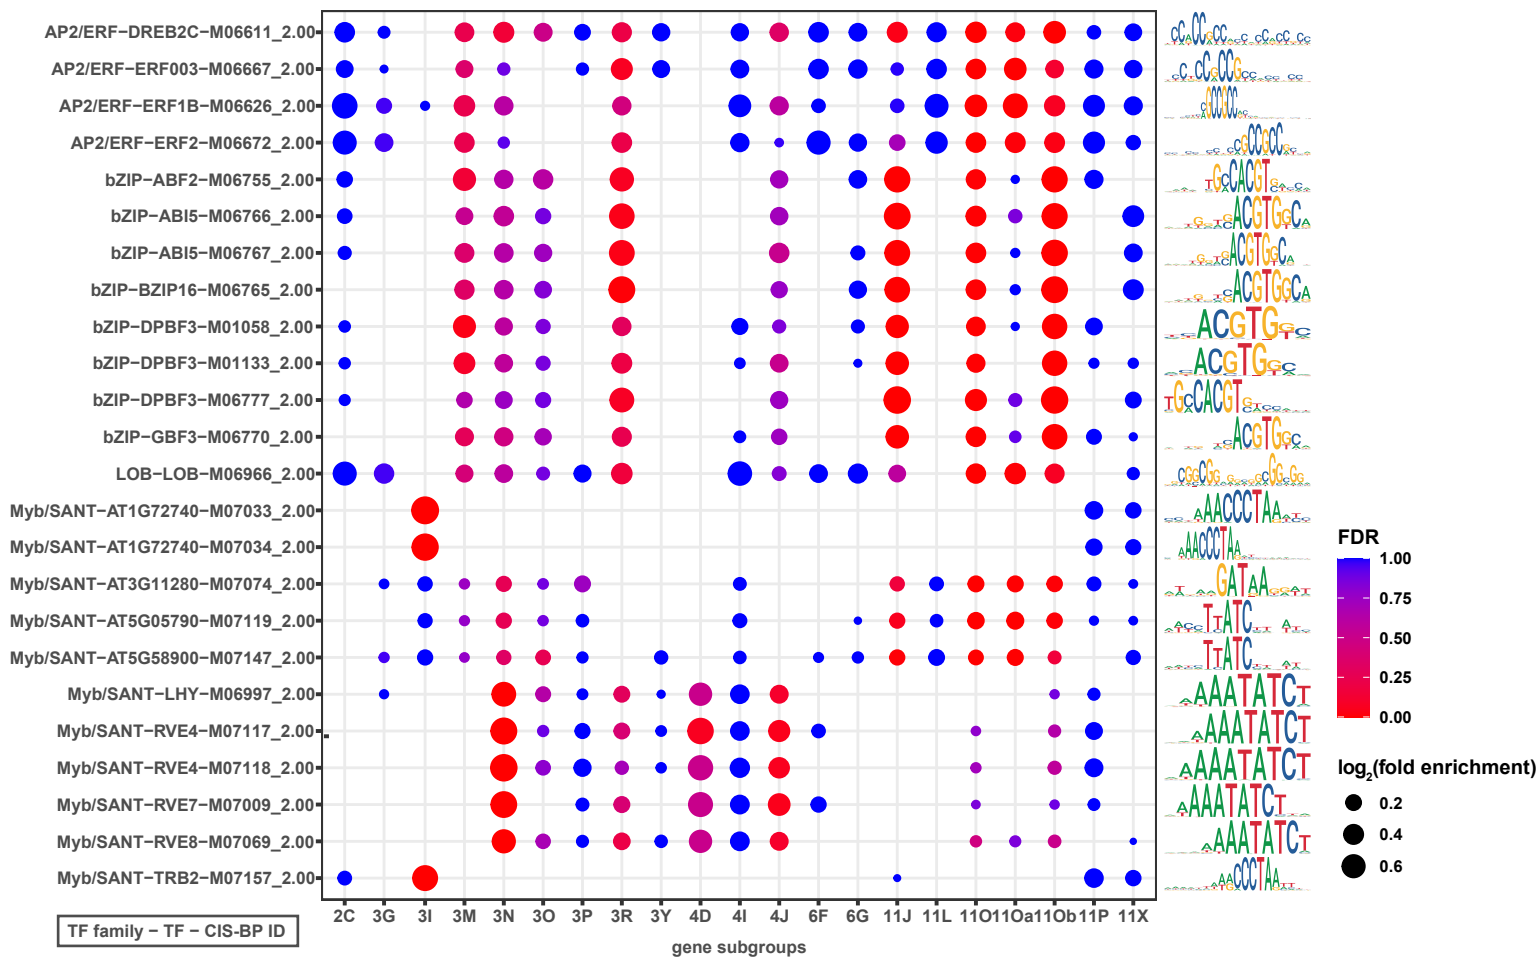 AP2/ERF−DREB2C−M06611_2.00
AP2/ERF−ERF003−M06667_2.00
AP2/ERF−ERF1B−M06626_2.00
AP2/ERF−ERF2−M06672_2.00
bZIP−ABF2−M06755_2.00
bZIP−ABI5−M06766_2.00
bZIP−ABI5−M06767_2.00
bZIP−BZIP16−M06765_2.00
bZIP−DPBF3−M01058_2.00
bZIP−DPBF3−M01133_2.00
bZIP−DPBF3−M06777_2.00
bZIP−GBF3−M06770_2.00
LOB−LOB−M06966_2.00
Myb/SANT−AT1G72740−M07033_2.00
Myb/SANT−AT1G72740−M07034_2.00
Myb/SANT−AT3G11280−M07074_2.00
Myb/SANT−AT5G05790−M07119_2.00
Myb/SANT−AT5G58900−M07147_2.00
Myb/SANT−LHY−M06997_2.00
Myb/SANT−RVE4−M07117_2.00
Myb/SANT−RVE4−M07118_2.00
Myb/SANT−RVE7−M07009_2.00
Myb/SANT−RVE8−M07069_2.00
Myb/SANT−TRB2−M07157_2.00
2C 3G 3I 3M 3N 3O 3P 3R 3Y 4D 4I 4J 6F 6G 11J 11L 11O 11Oa 11Ob 11P 11X
gene subgroups
TF family − TF − CIS-BP ID
FDR
1.00
0.75
0.50
0.25
0.00
log2(fold enrichment)
0.2
0.4
0.6